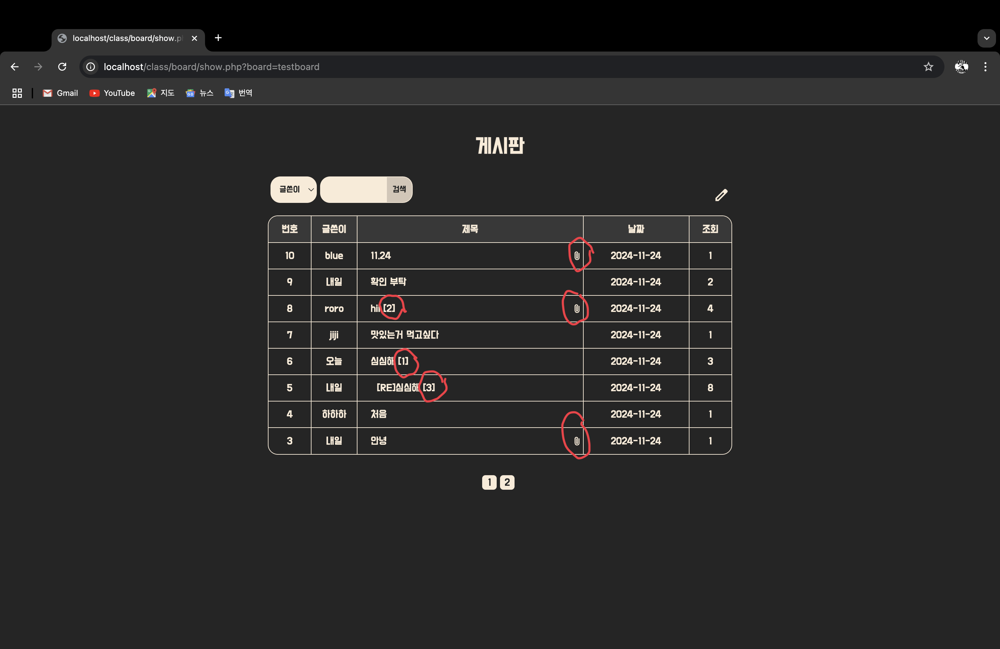 localhost/class/board/show.p
localhost/class/board/show.php?board=testboard
Gmail YouTube 지도 뉴스 번역
게시판
글쓴이 검색
번호 글쓴이 제목 날짜 조회
10 blue 11.24 2024-11-24 1
9 내일 확인 부탁 2024-11-24 2
8 roro hi [2] 2024-11-24 4
7 jiji 맛있는거 먹고싶다 2024-11-24 1
6 오늘 심심해 [1] 2024-11-24 3
5 내일 [RE]심심해 [3] 2024-11-24 8
4 하하하 처음 2024-11-24 1
3 내일 안녕 2024-11-24 1
1 2